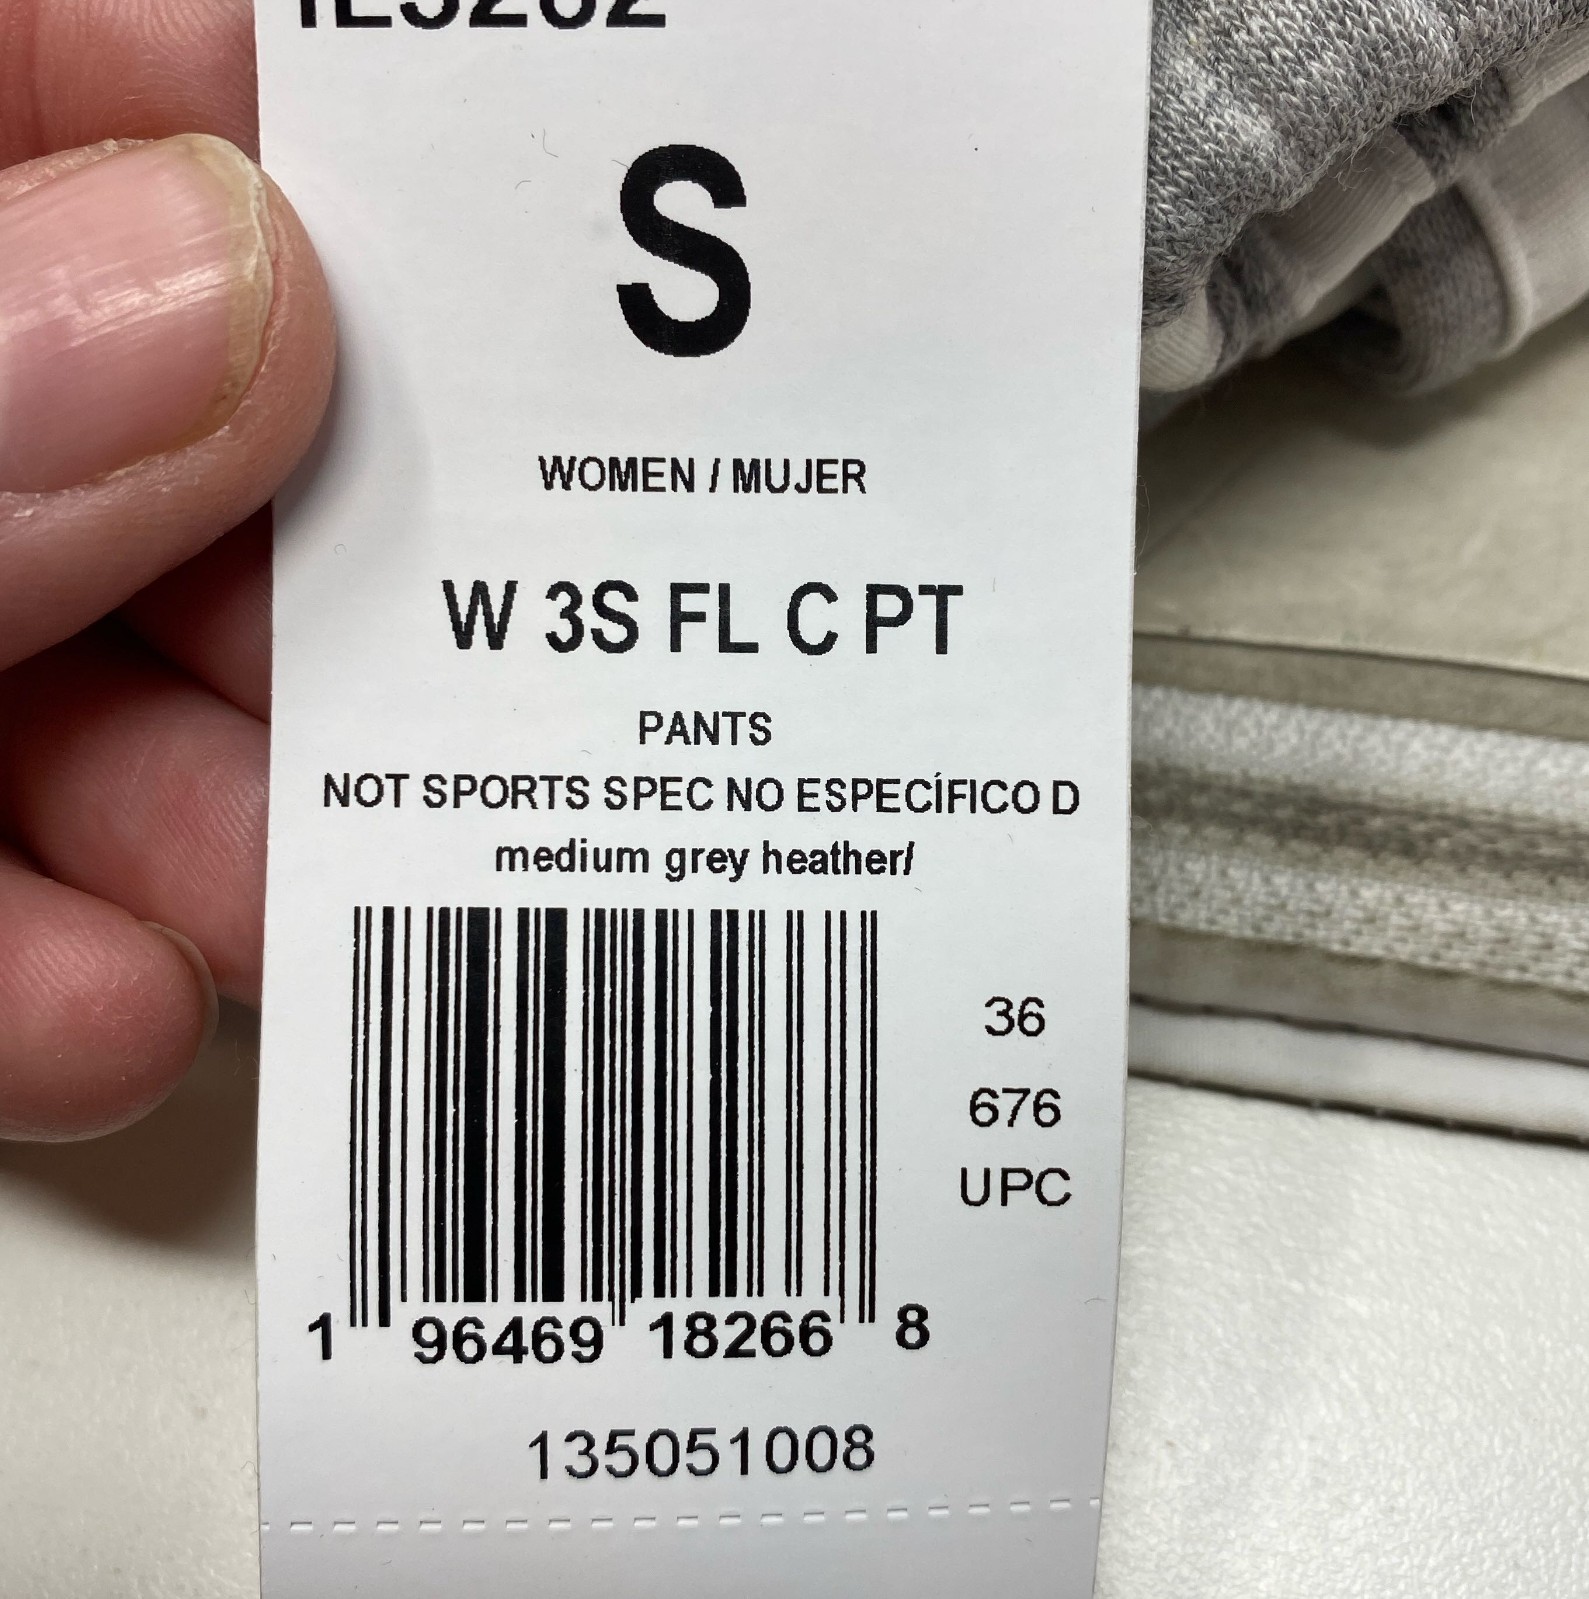 S
WOMEN / MUJER
W 3S FL C PT
PANTS
NOT SPORTS SPEC NO ESPECÍFICO D
medium grey heather/
36
676
UPC
1 96469 18266 8
135051008